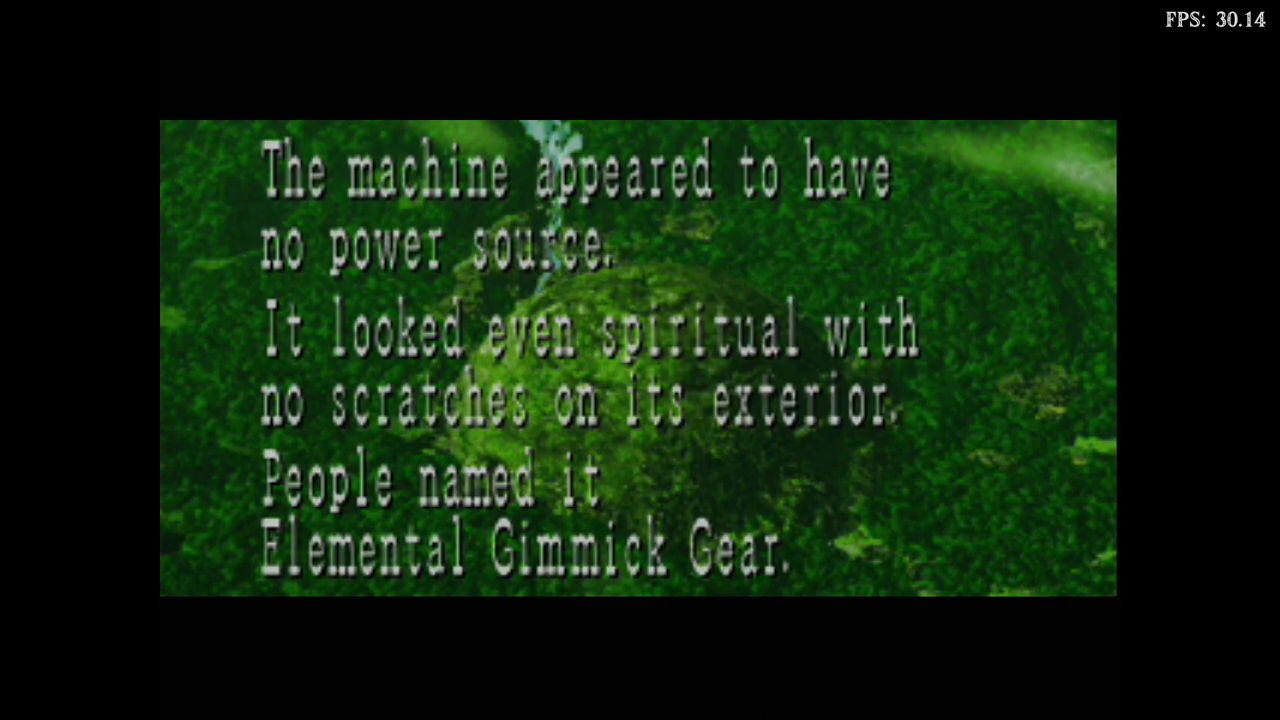 FPS: 30.14
The machine appeared to have
no power source.
It looked even spiritual with
no scratches on its exterior.
People named it
Elemental Gimmick Gear.